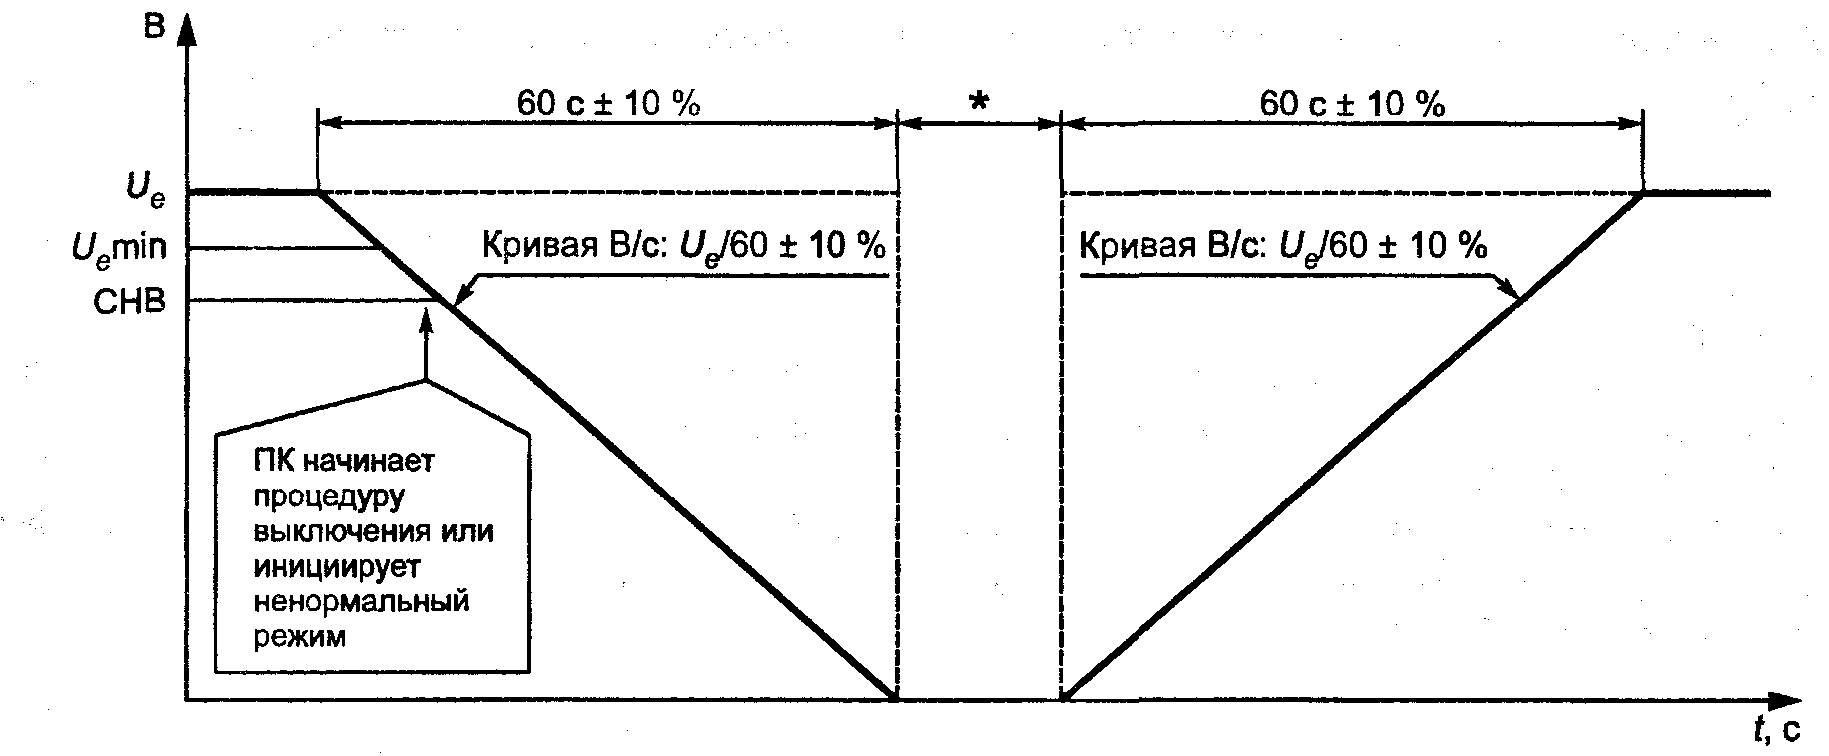 В
60 с ± 10 %
*
60 с ± 10 %
Ue
Uemin
СНВ
Кривая В/с: Ue/60 ± 10 %
Кривая В/с: Ue/60 ± 10 %
ПК начинает
процедуру
выключения или
инициирует
ненормальный
режим
t, с